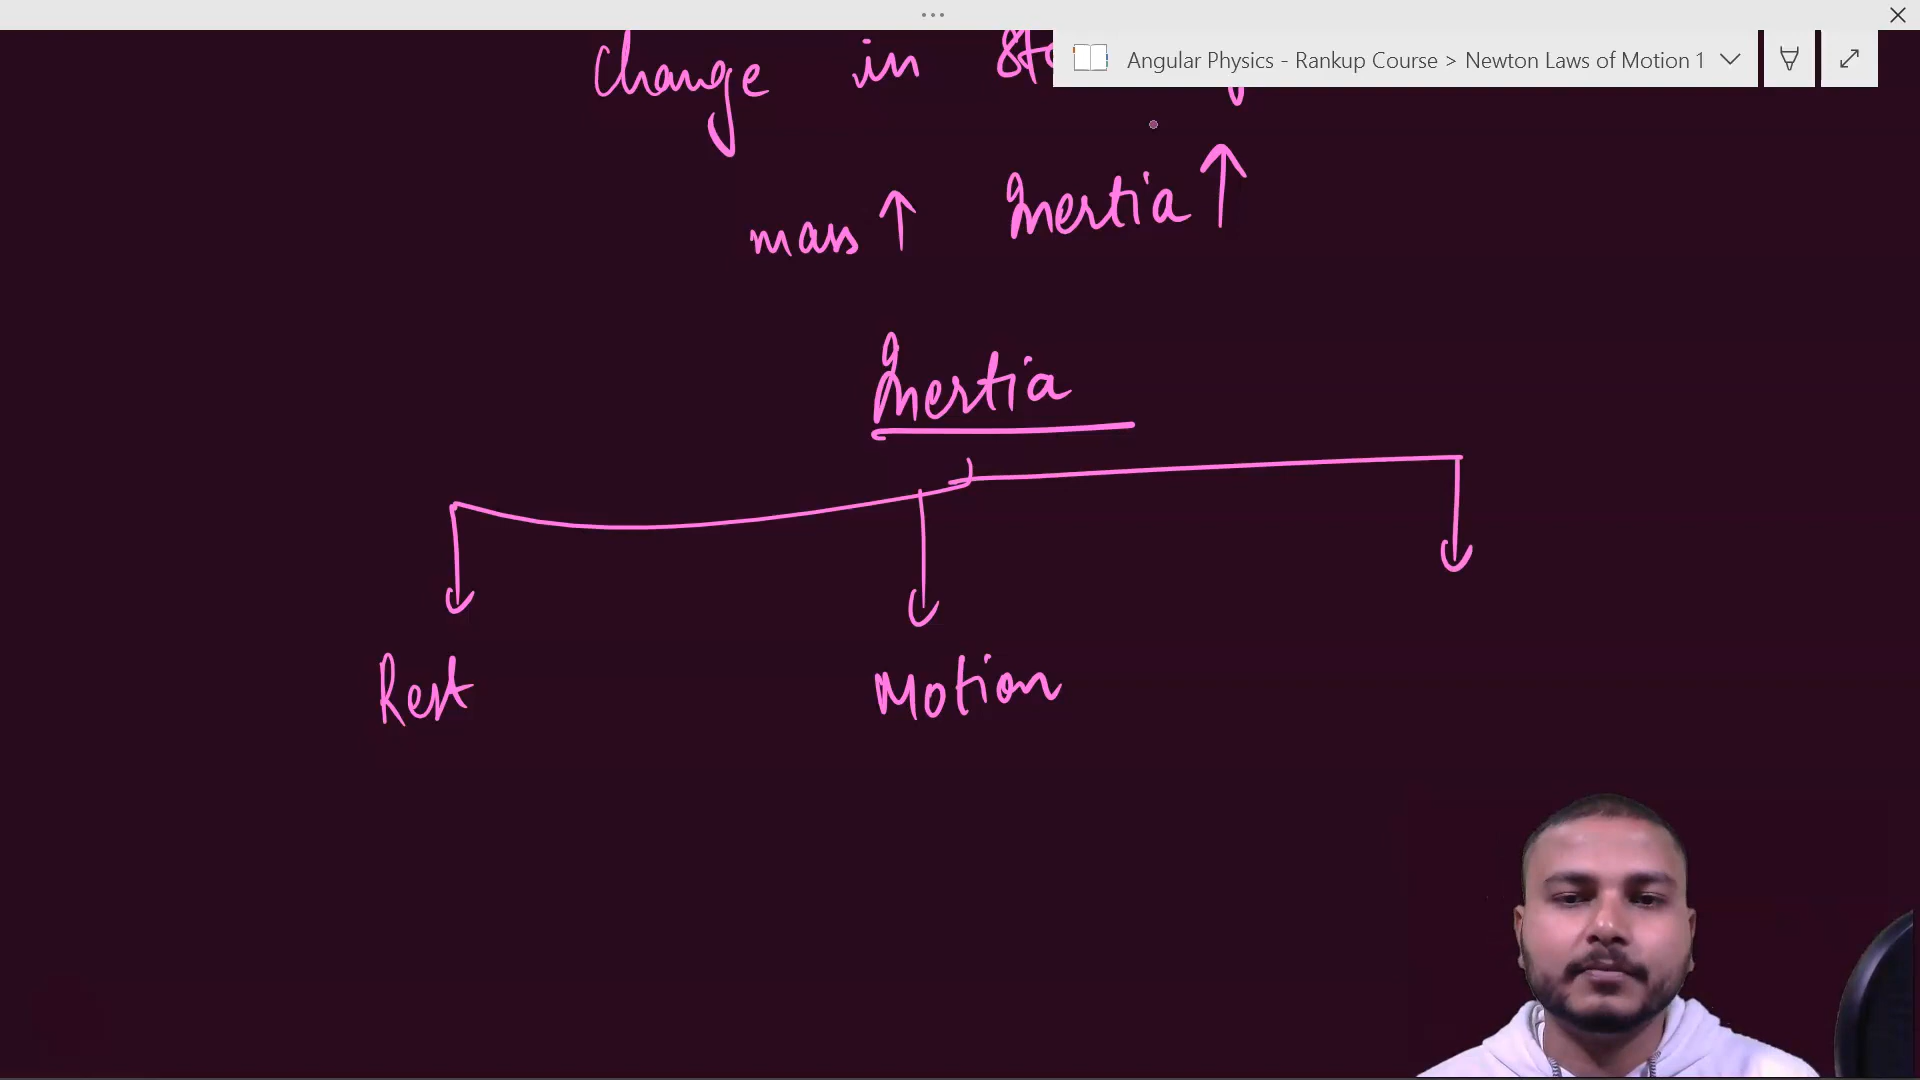 Angular Physics - Rankup Course > Newton Laws of Motion 1
Change in
mass ↑ Inertia ↑
Inertia
Rest Motion